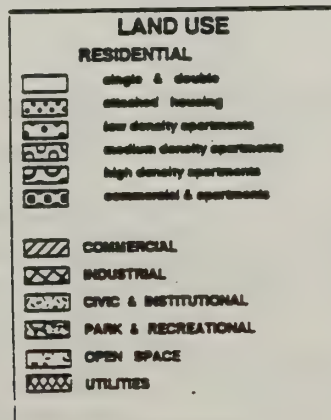 LAND USE
RESIDENTIAL
single & double
attached housing
low density apartments
medium density apartments
high density apartments
commercial & apartments
COMMERCIAL
INDUSTRIAL
CIVIC & INSTITUTIONAL
PARK & RECREATIONAL
OPEN SPACE
UTILITIES